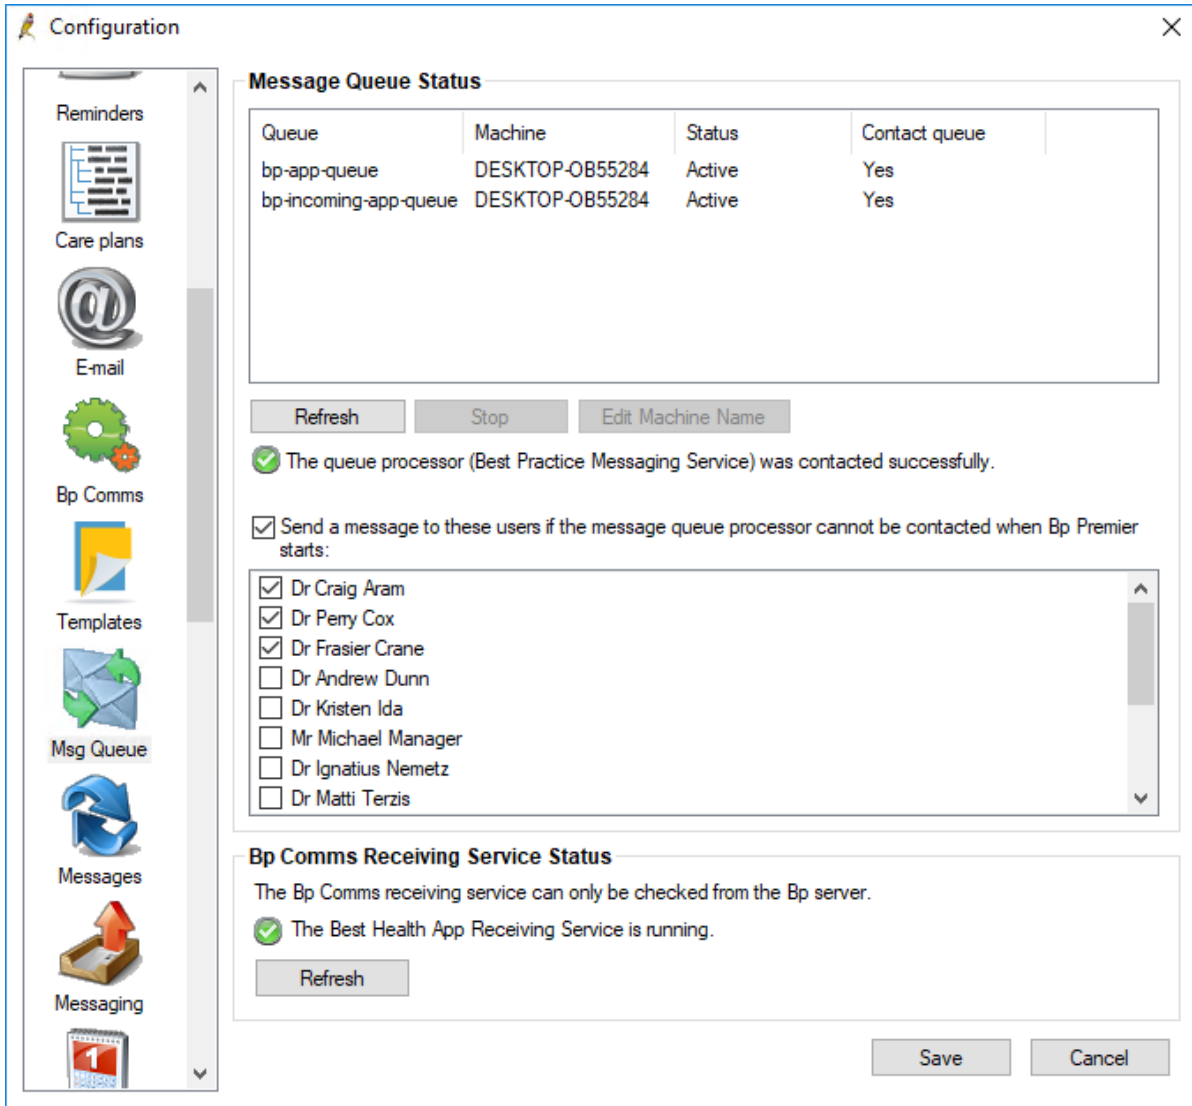 Configuration
Reminders
Care plans
E-mail
Bp Comms
Templates
Msg Queue
Messages
Messaging
1
Message Queue Status
Queue Machine Status Contact queue
bp-app-queue DESKTOP-OB55284 Active Yes
bp-incoming-app-queue DESKTOP-OB55284 Active Yes
Refresh Stop Edit Machine Name
The queue processor (Best Practice Messaging Service) was contacted successfully.
Send a message to these users if the message queue processor cannot be contacted when Bp Premier
starts:
Dr Craig Aram
Dr Perry Cox
Dr Frasier Crane
Dr Andrew Dunn
Dr Kristen Ida
Mr Michael Manager
Dr Ignatius Nemetz
Dr Matti Terzis
Bp Comms Receiving Service Status
The Bp Comms receiving service can only be checked from the Bp server.
The Best Health App Receiving Service is running.
Refresh
Save Cancel